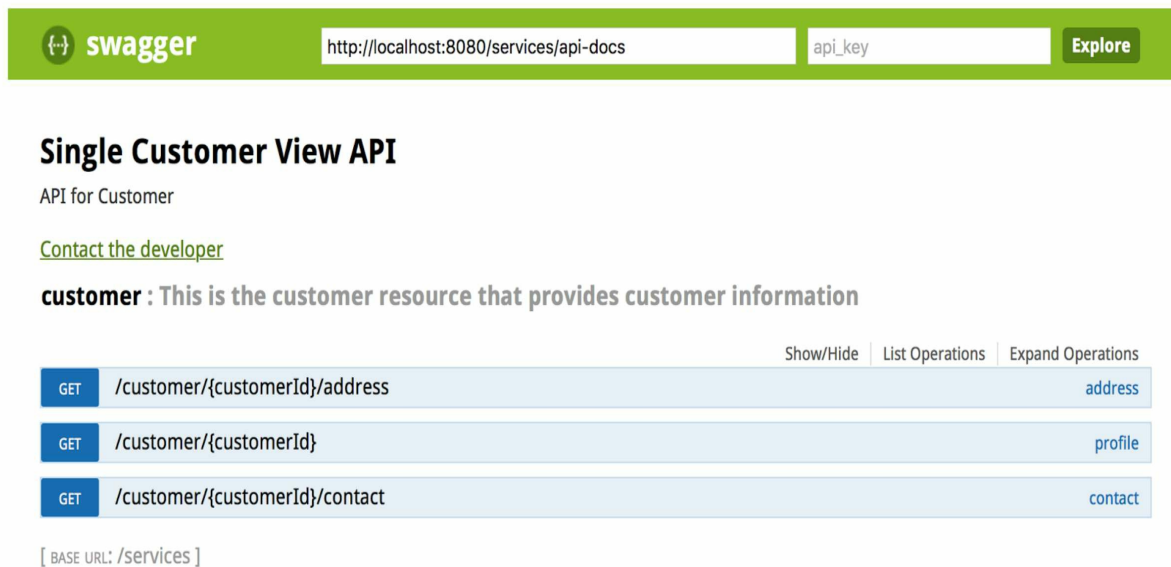 {···} swagger http://localhost:8080/services/api-docs api_key Explore
Single Customer View API
API for Customer
Contact the developer
customer : This is the customer resource that provides customer information
Show/Hide List Operations Expand Operations
GET /customer/{customerId}/address address
GET /customer/{customerId} profile
GET /customer/{customerId}/contact contact
[ BASE URL: /services ]